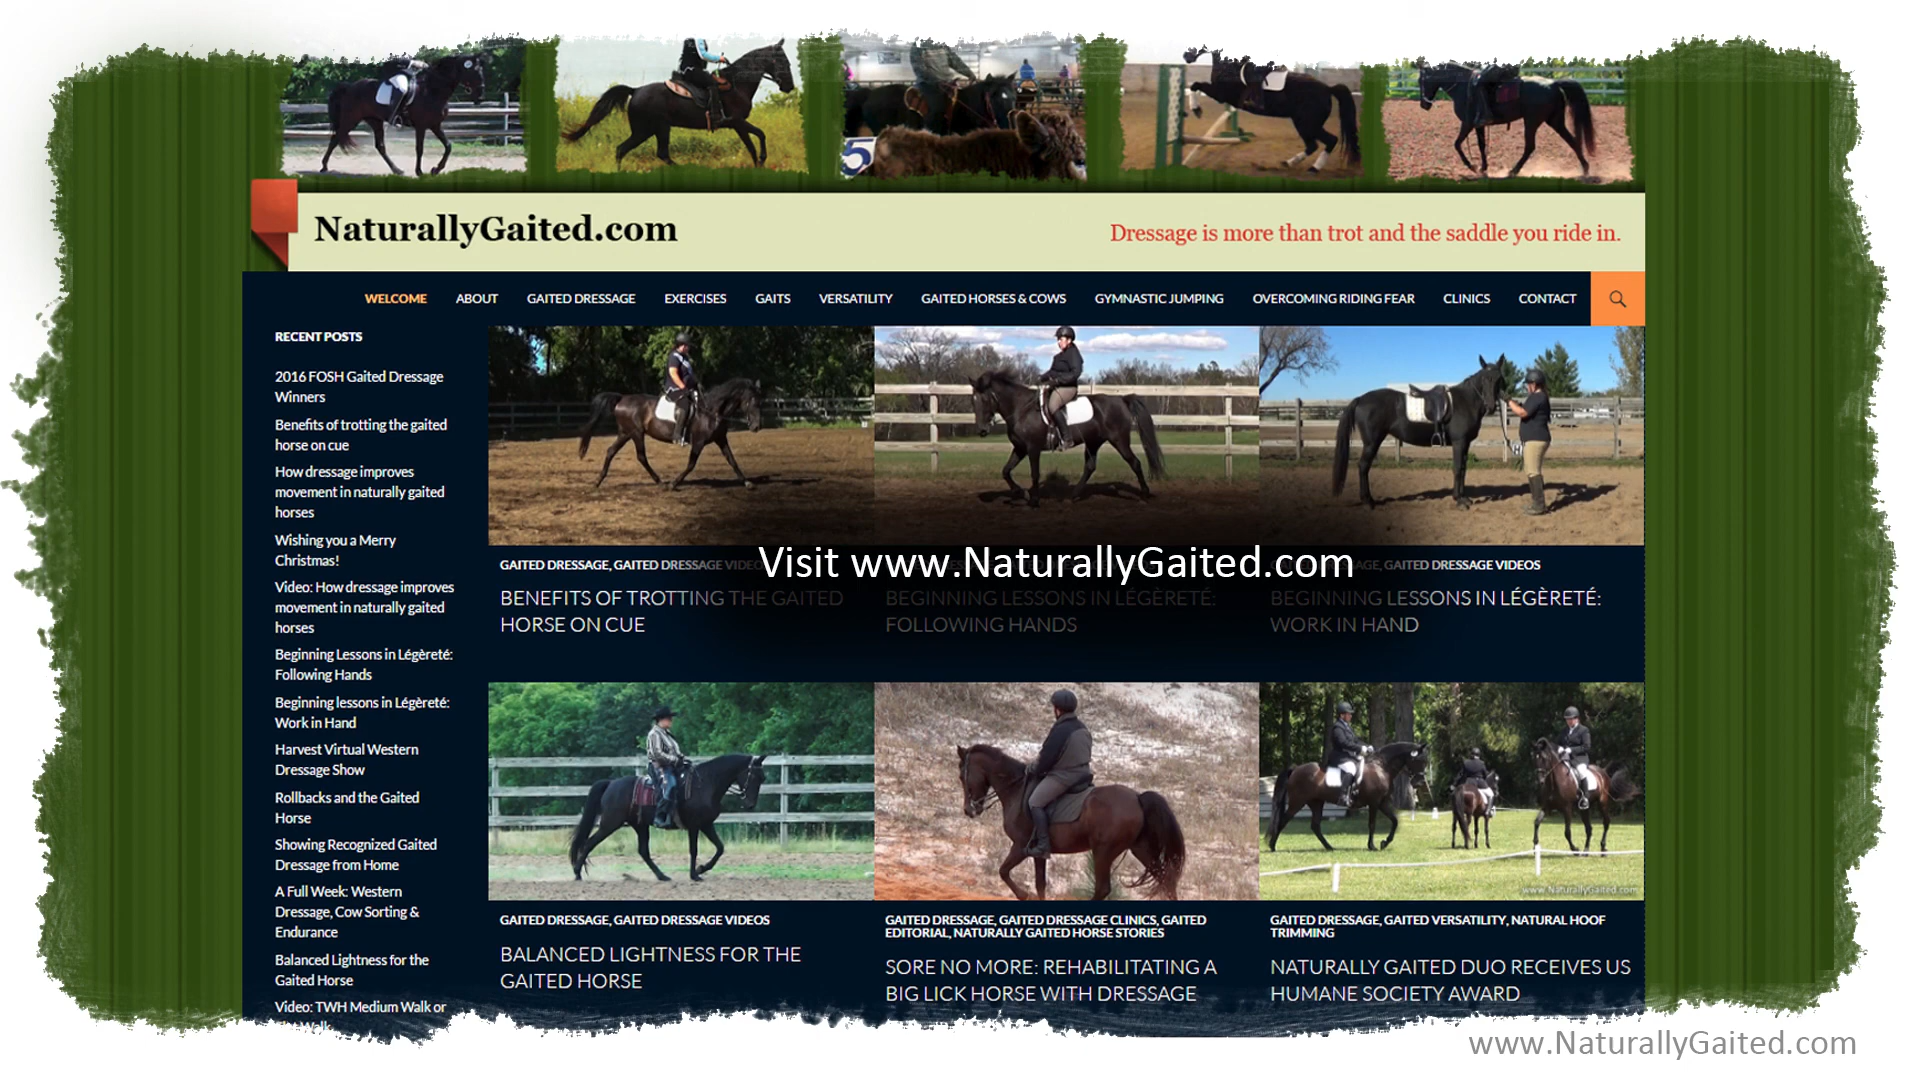 NaturallyGaited.com
Dressage is more than trot and the saddle you ride in.
WELCOME ABOUT GAITED DRESSAGE EXERCISES GAITS VERSATILITY GAITED HORSES & COWS GYMNASTIC JUMPING OVERCOMING RIDING FEAR CLINICS CONTACT
RECENT POSTS
2016 FOSH Gaited Dressage
Winners
Benefits of trotting the gaited
horse on cue
How dressage improves
movement in naturally gaited
horses
Wishing you a Merry
Christmas!
Video: How dressage improves
movement in naturally gaited
horses
Beginning Lessons in Légèreté:
Following Hands
Beginning lessons in Légèreté:
Work in Hand
Harvest Virtual Western
Dressage Show
Rollbacks and the Gaited
Horse
Showing Recognized Gaited
Dressage from Home
A Full Week: Western
Dressage, Cow Sorting &
Endurance
Balanced Lightness for the
Gaited Horse
Video: TWH Medium Walk or
Walk
5
GAITED DRESSAGE, GAITED DRESSAGE VIDEOS
BENEFITS OF TROTTING THE GAITED
HORSE ON CUE
Visit www.NaturallyGaited.com
BEGINNING LESSONS IN LÉGÈRETÉ:
FOLLOWING HANDS
GAITED DRESSAGE VIDEOS
BEGINNING LESSONS IN LÉGÈRETÉ:
WORK IN HAND
GAITED DRESSAGE, GAITED DRESSAGE VIDEOS
BALANCED LIGHTNESS FOR THE
GAITED HORSE
GAITED DRESSAGE, GAITED DRESSAGE CLINICS, GAITED
EDITORIAL, NATURALLY GAITED HORSE STORIES
SORE NO MORE: REHABILITATING A
BIG LICK HORSE WITH DRESSAGE
www.NaturallyGaited.com
GAITED DRESSAGE, GAITED VERSATILITY, NATURAL HOOF
TRIMMING
NATURALLY GAITED DUO RECEIVES US
HUMANE SOCIETY AWARD
www.NaturallyGaited.com